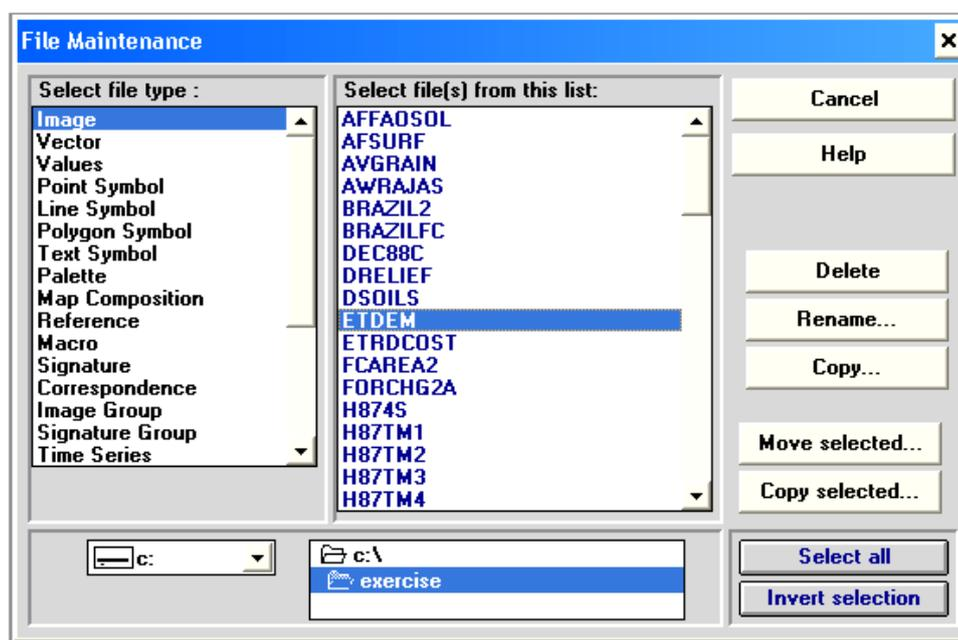 File Maintenance
Select file type :
Image
Vector
Values
Point Symbol
Line Symbol
Polygon Symbol
Text Symbol
Palette
Map Composition
Reference
Macro
Signature
Correspondence
Image Group
Signature Group
Time Series
Select file(s) from this list:
AFFAOSOL
AFSURF
AVGRAIN
AWRAJAS
BRAZIL2
BRAZILFC
DEC88C
DRELIEF
DSOILS
ETDEM
ETRDCOST
FCAREA2
FORCHG2A
H874S
H87TM1
H87TM2
H87TM3
H87TM4
Cancel
Help
Delete
Rename...
Copy...
Move selected...
Copy selected...
c:
c:\
exercise
Select all
Invert selection